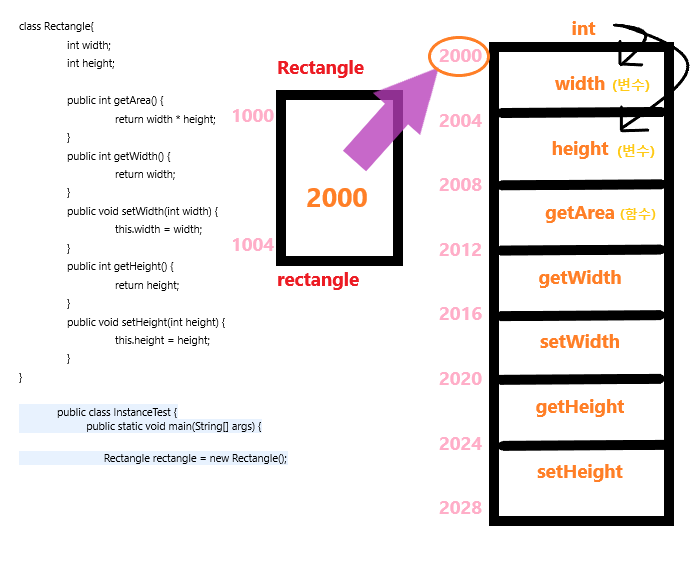 class Rectangle{
int width;
int height;
public int getArea() {
return width * height;
}
public int getWidth() {
return width;
}
public void setWidth(int width) {
this.width = width;
}
public int getHeight() {
return height;
}
public void setHeight(int height) {
this.height = height;
}
}
public class InstanceTest {
public static void main(String[] args) {
Rectangle rectangle = new Rectangle();
Rectangle
1000
2000
1004
rectangle
int
2000
width (변수)
2004
height (변수)
2008
getArea (함수)
2012
getWidth
2016
setWidth
2020
getHeight
2024
setHeight
2028